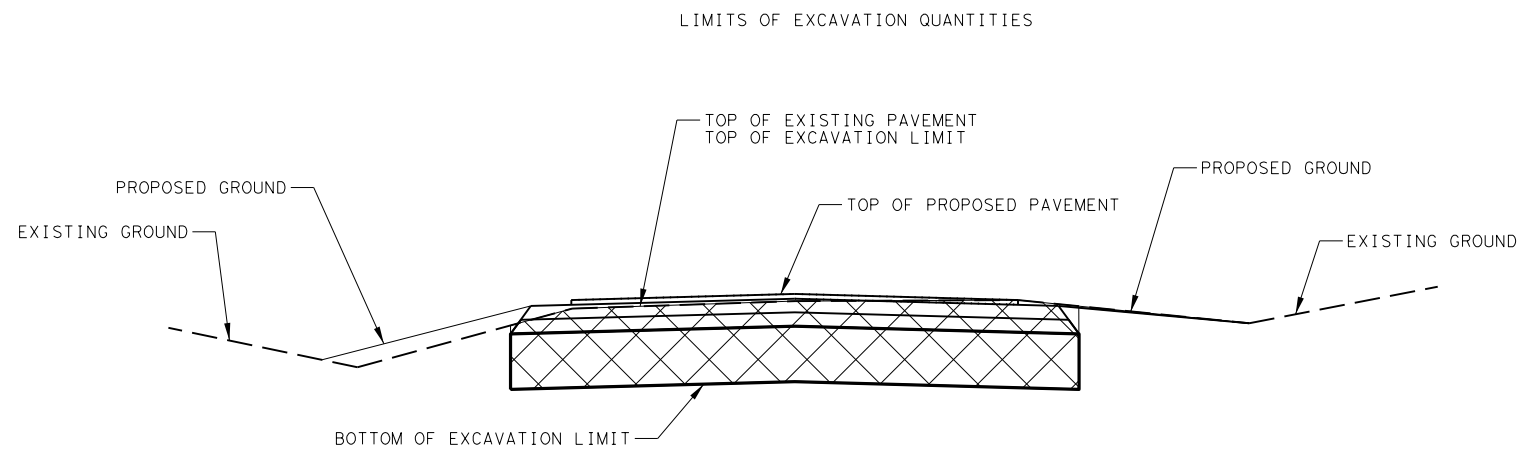 LIMITS OF EXCAVATION QUANTITIES
TOP OF EXISTING PAVEMENT
TOP OF EXCAVATION LIMIT
PROPOSED GROUND
PROPOSED GROUND
TOP OF PROPOSED PAVEMENT
EXISTING GROUND
EXISTING GROUND
BOTTOM OF EXCAVATION LIMIT